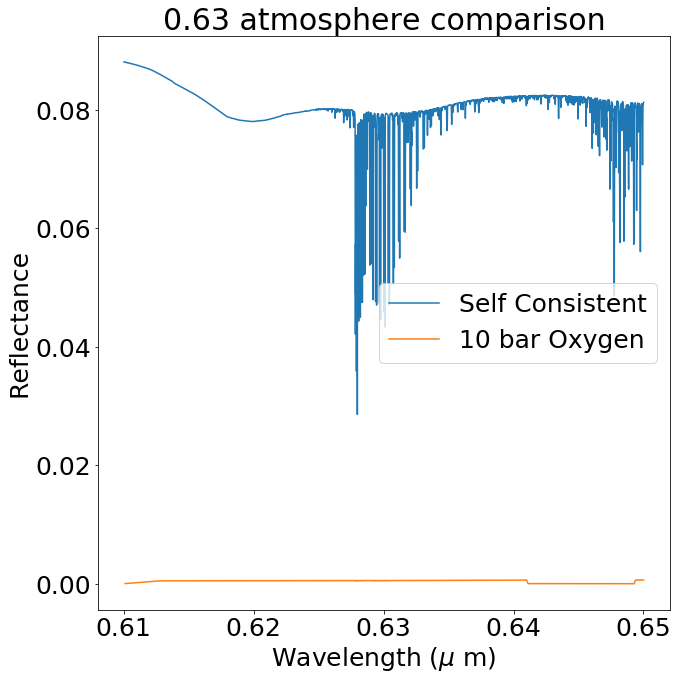 0.63 atmosphere comparison
Reflectance
0.08
0.06
0.04
0.02
0.00
Self Consistent
10 bar Oxygen
0.61 0.62 0.63 0.64 0.65
Wavelength (μ m)